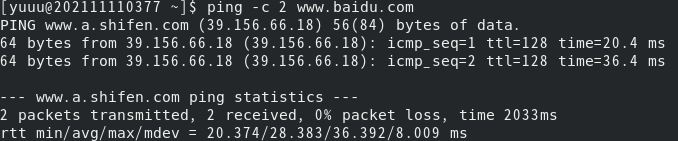 [yuuu@202111110377 ~]$ ping -c 2 www.baidu.com
PING www.a.shifen.com (39.156.66.18) 56(84) bytes of data.
64 bytes from 39.156.66.18 (39.156.66.18): icmp_seq=1 ttl=128 time=20.4 ms
64 bytes from 39.156.66.18 (39.156.66.18): icmp_seq=2 ttl=128 time=36.4 ms
--- www.a.shifen.com ping statistics ---
2 packets transmitted, 2 received, 0% packet loss, time 2033ms
rtt min/avg/max/mdev = 20.374/28.383/36.392/8.009 ms